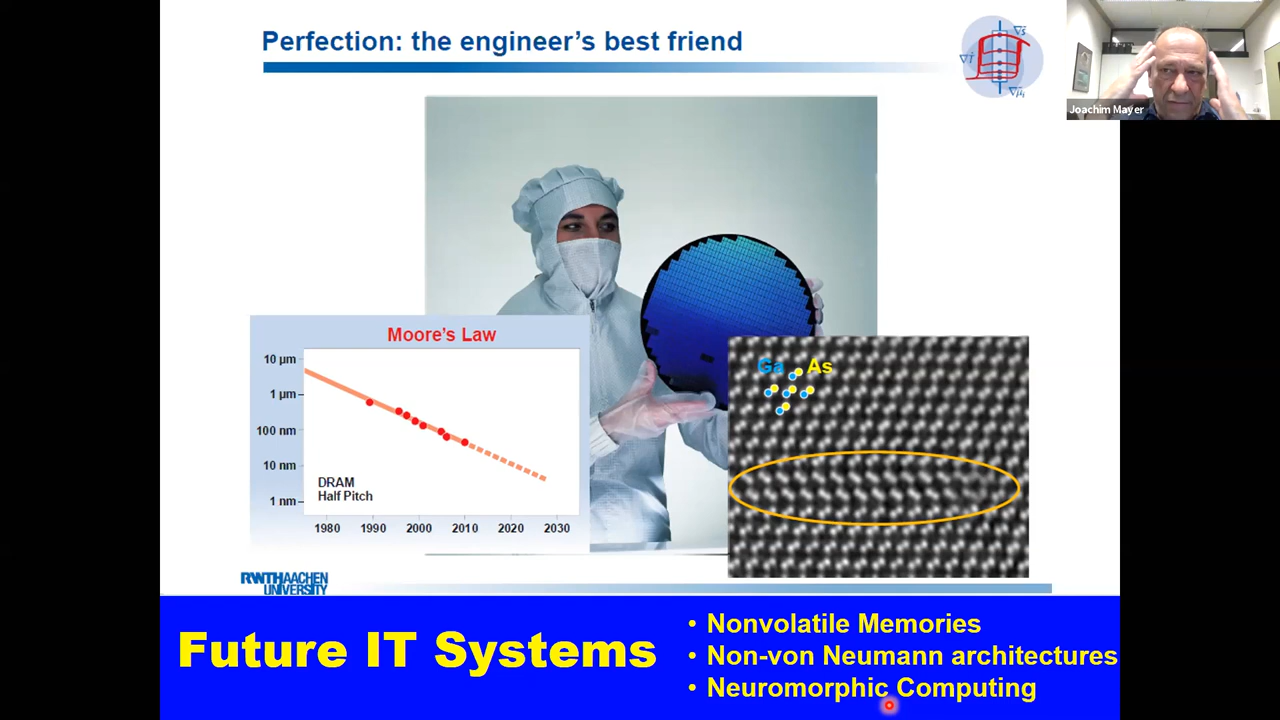 Perfection: the engineer's best friend
∇s
∇T
∇μi
Joachim Mayer
Moore's Law
10 µm
1 µm
100 nm
10 nm
1 nm
DRAM
Half Pitch
1980 1990 2000 2010 2020 2030
Ga As
RWTHAACHEN
UNIVERSITY
Future IT Systems
• Nonvolatile Memories
• Non-von Neumann architectures
• Neuromorphic Computing